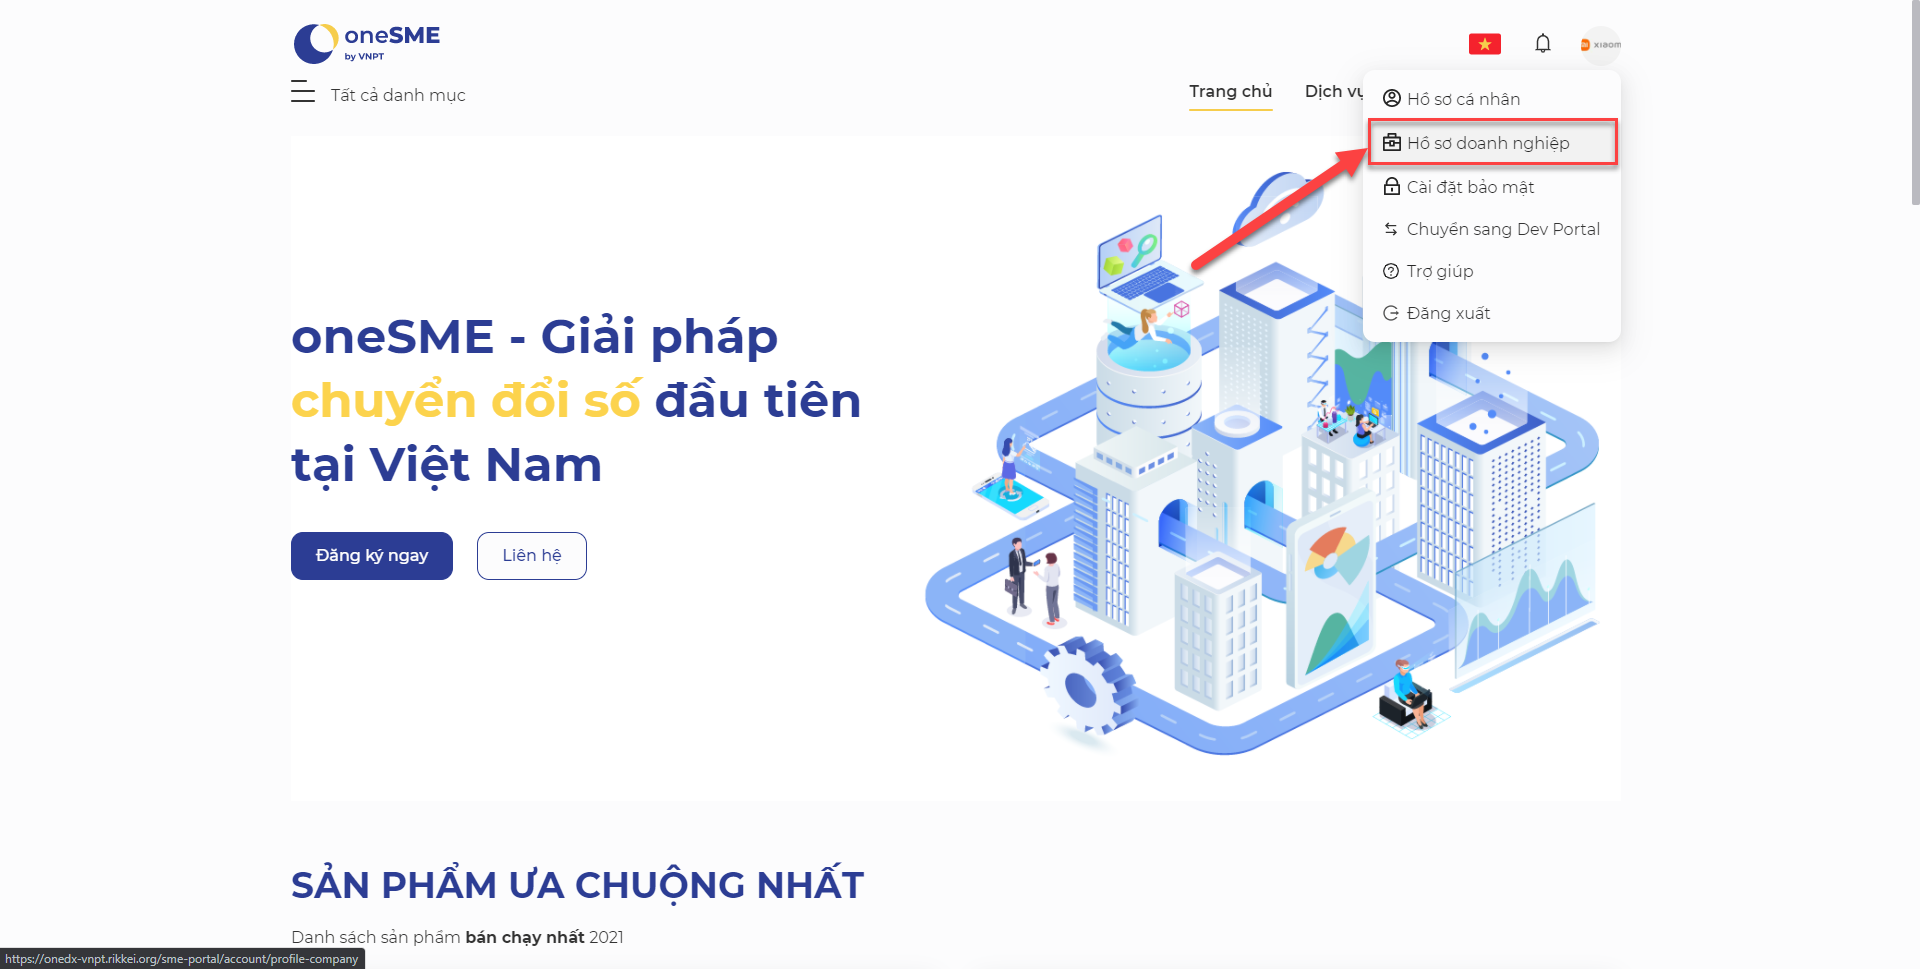 oneSME
by VNPT
xiaom
Tất cả danh mục
Trang chủ
Dịch vụ
Hồ sơ cá nhân
Hồ sơ doanh nghiệp
Cài đặt bảo mật
Chuyển sang Dev Portal
Trợ giúp
Đăng xuất
oneSME - Giải pháp
chuyển đổi số đầu tiên
tại Việt Nam
Đăng ký ngay
Liên hệ
SẢN PHẨM ƯA CHUỘNG NHẤT
Danh sách sản phẩm bán chạy nhất 2021
https://onedx-vnpt.rikkei.org/sme-portal/account/profile-company